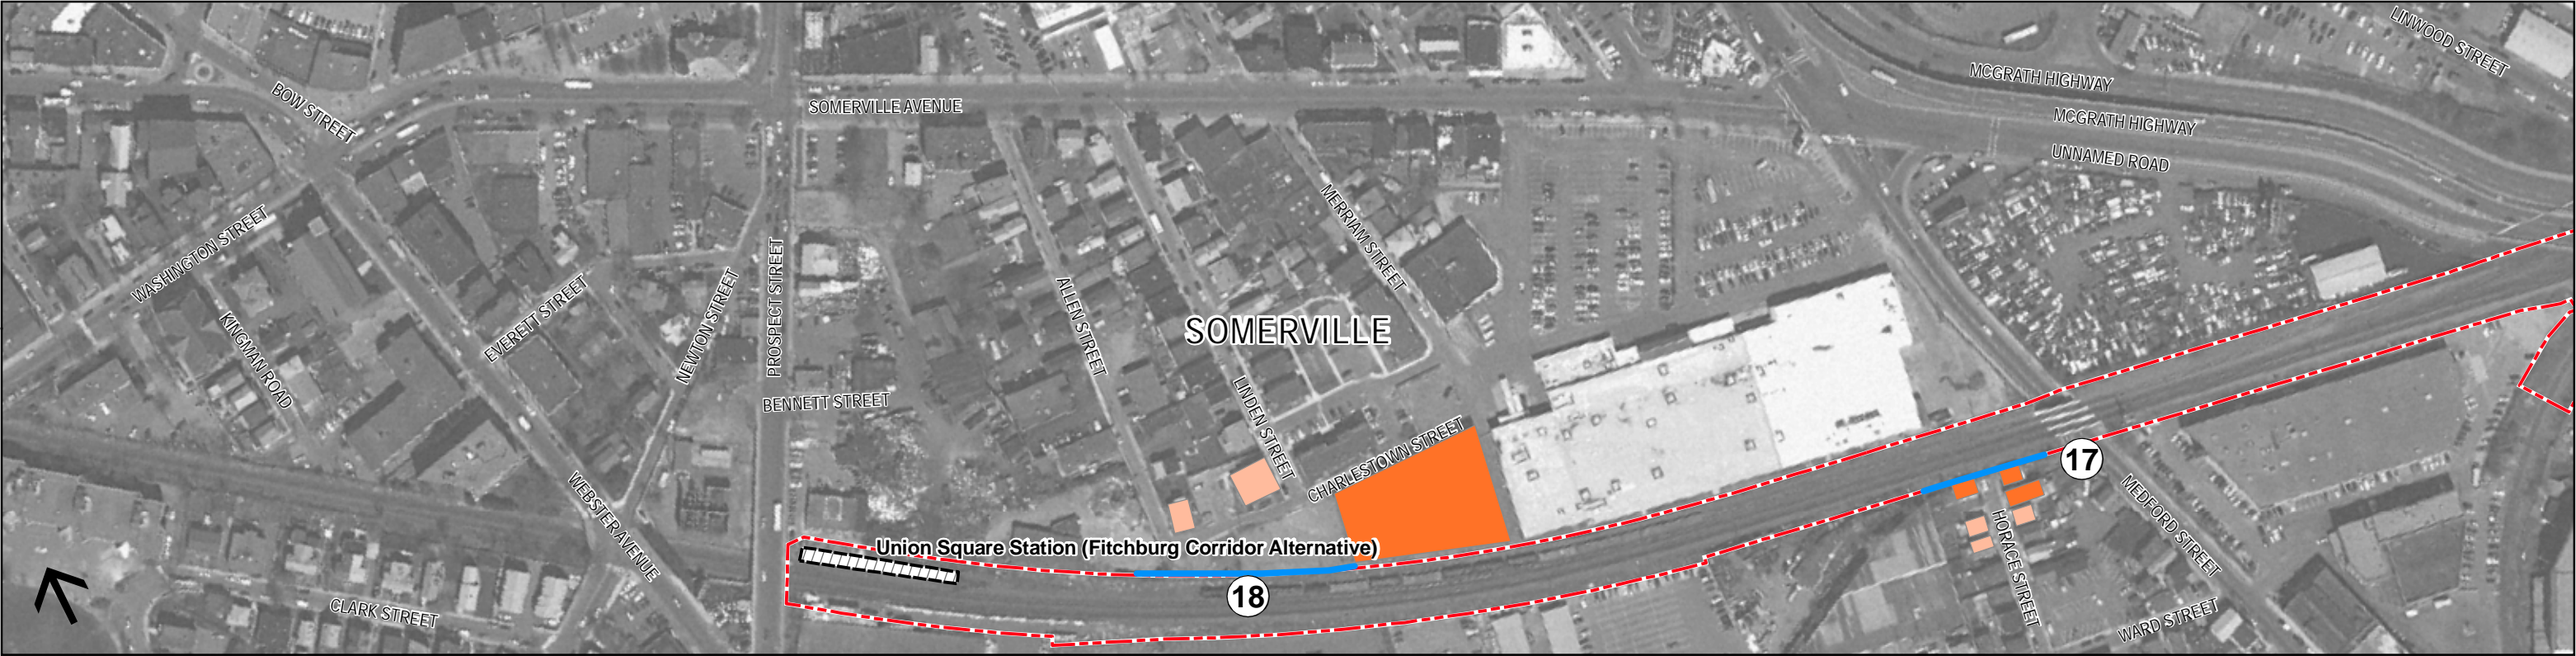 LINWOOD STREET
MCGRATH HIGHWAY
BOW STREET
SOMERVILLE AVENUE
MCGRATH HIGHWAY
UNNAMED ROAD
WASHINGTON STREET
MERRIAM STREET
KINGMAN ROAD
EVERETT STREET
NEWTON STREET
PROSPECT STREET
ALLEN STREET
SOMERVILLE
BENNETT STREET
LINDEN STREET
CHARLESTOWN STREET
17
WEBSTER AVENUE
MEDFORD STREET
Union Square Station (Fitchburg Corridor Alternative)
HORACE STREET
18
CLARK STREET
WARD STREET